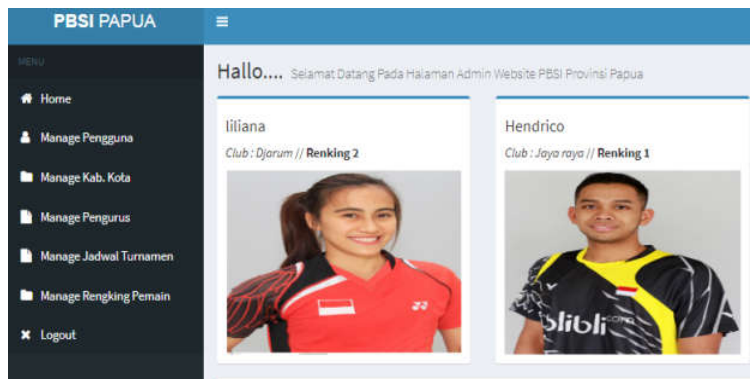 PBSI PAPUA
MENU
Home
Manage Pengguna
Manage Kab. Kota
Manage Pengurus
Manage Jadwal Turnamen
Manage Rengking Pemain
Logout
Hallo.... Selamat Datang Pada Halaman Admin Website PBSI Provinsi Papua
liliana
Club : Djarum // Renking 2
Hendrico
Club : Jaya raya // Renking 1
blibli.com